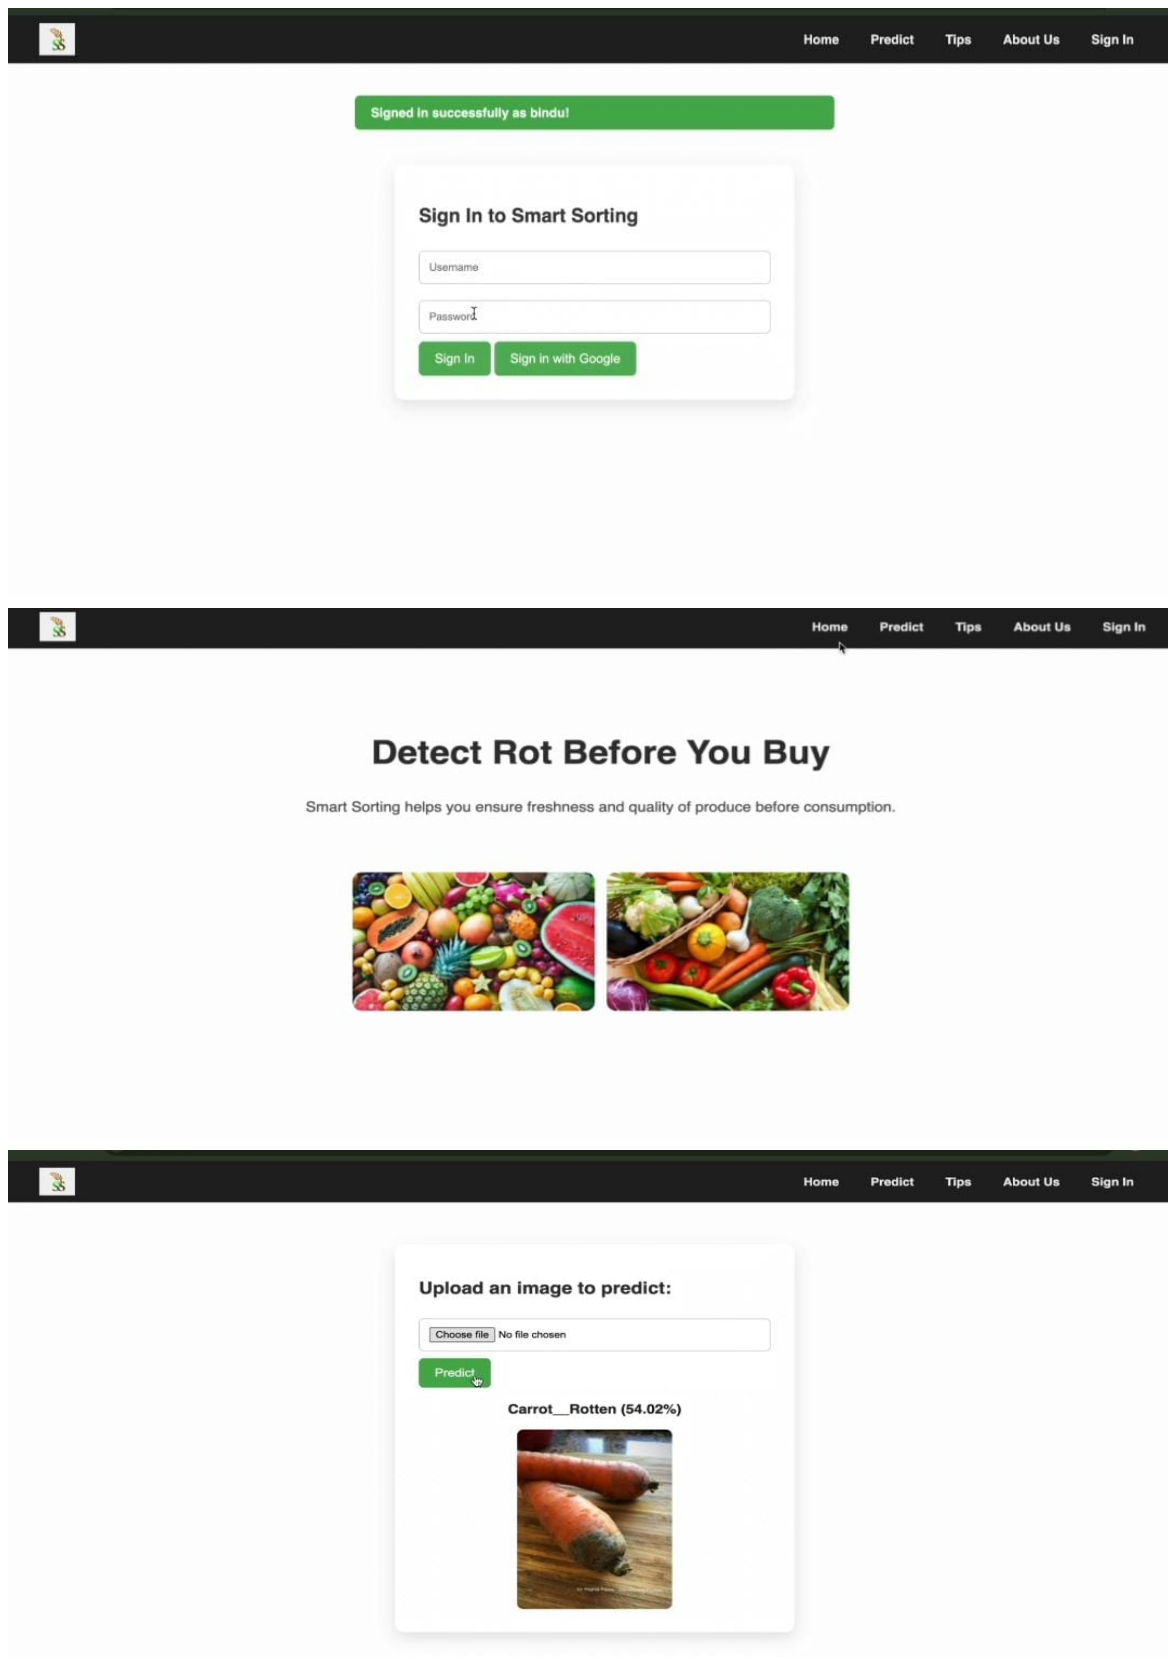 SS
Home Predict Tips About Us Sign In
Signed in successfully as bindu!
Sign In to Smart Sorting
Username
Password
Sign In Sign in with Google
SS
Home Predict Tips About Us Sign In
Detect Rot Before You Buy
Smart Sorting helps you ensure freshness and quality of produce before consumption.
SS
Home Predict Tips About Us Sign In
Upload an image to predict:
Choose file No file chosen
Predict
Carrot__Rotten (54.02%)